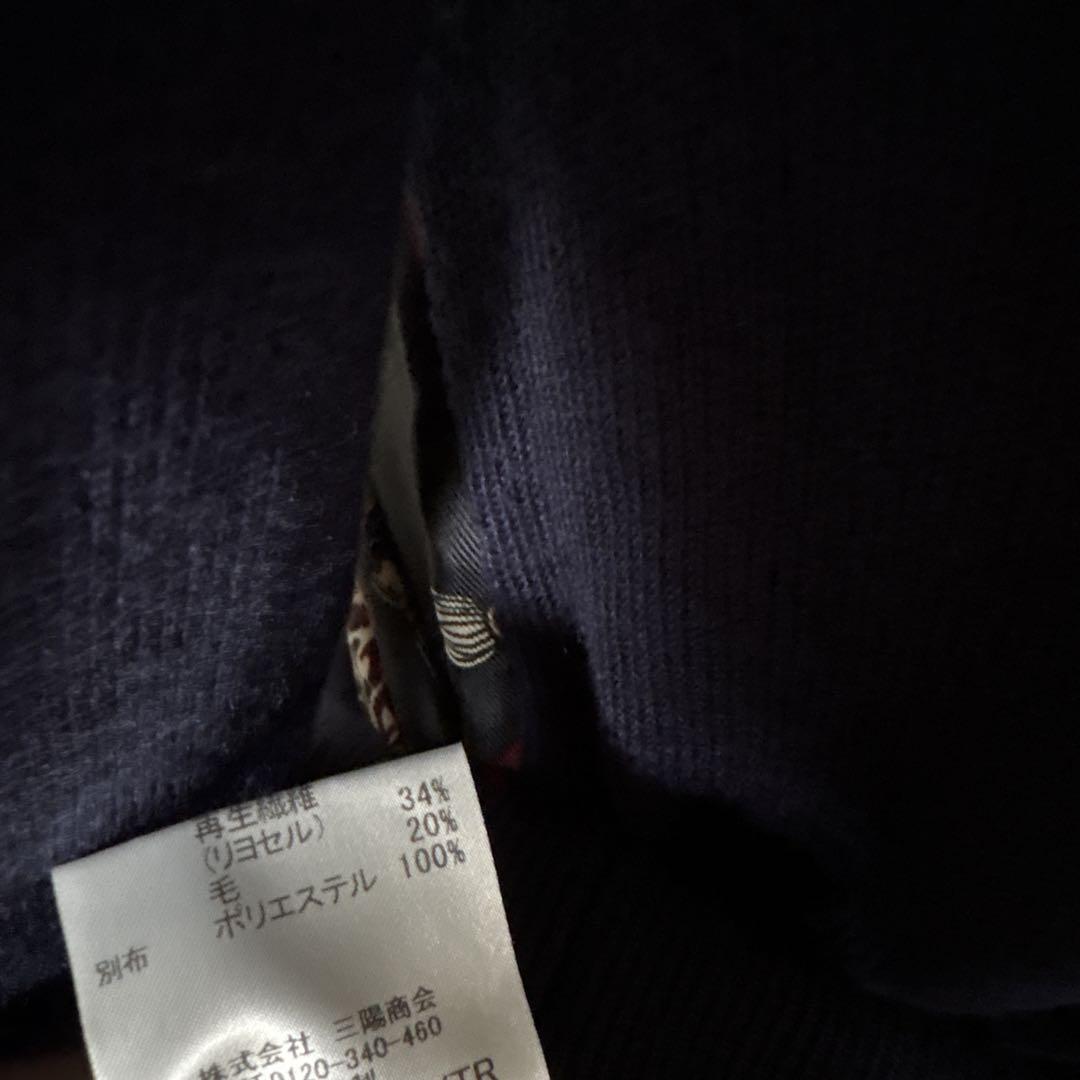 再生繊維 34%
(リヨセル)
毛 20%
別布 ポリエステル 100%
株式会社 三陽商会
0120-340-460
/TR